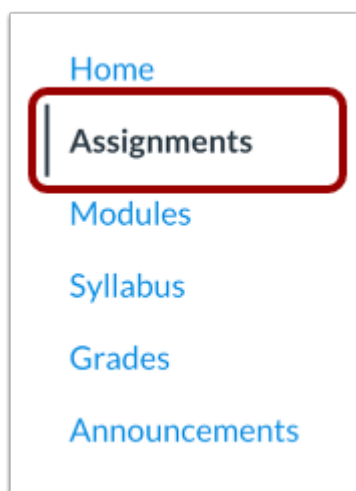 Home
Assignments
Modules
Syllabus
Grades
Announcements